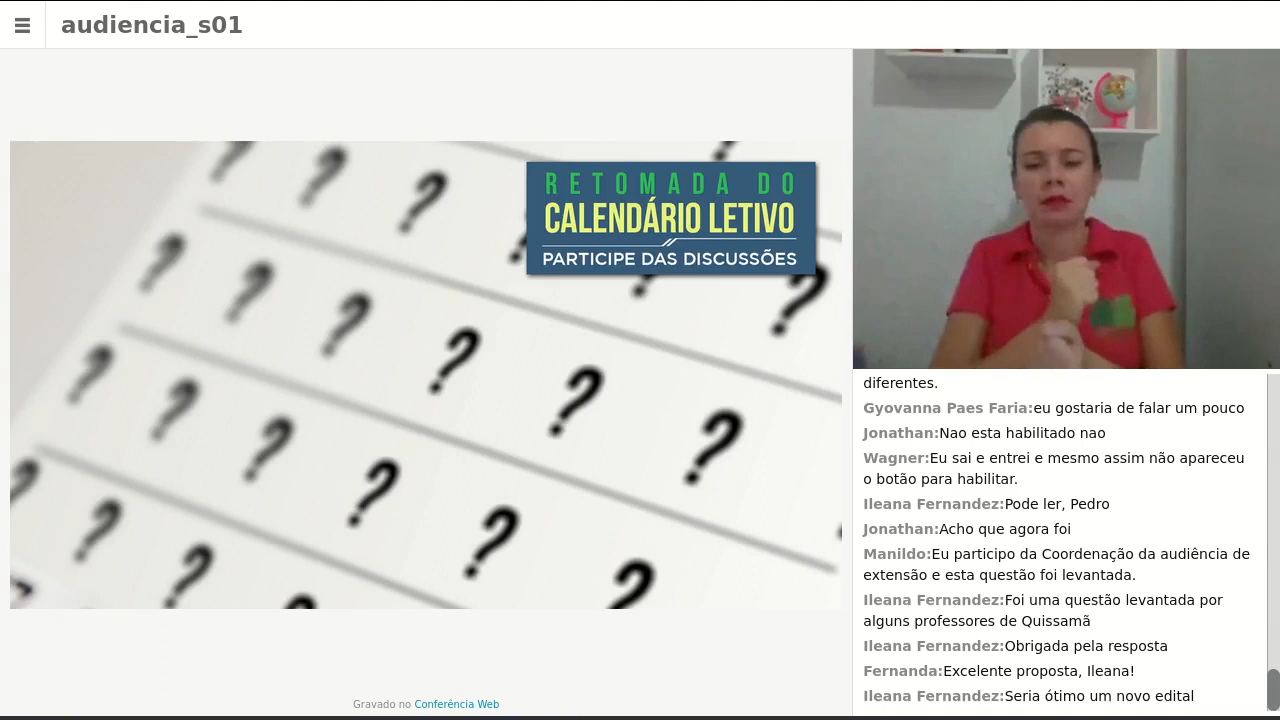 audiencia_s01
RETOMADA DO
CALENDÁRIO LETIVO
PARTICIPE DAS DISCUSSÕES
? ? ? ?
? ? ? ? ? ?
? ? ? ? ? ?
? ? ? ?
diferentes.
Gyovanna Paes Faria:eu gostaria de falar um pouco
Jonathan:Nao esta habilitado nao
Wagner:Eu sai e entrei e mesmo assim não apareceu
o botão para habilitar.
Ileana Fernandez:Pode ler, Pedro
Jonathan:Acho que agora foi
Manildo:Eu participo da Coordenação da audiência de
extensão e esta questão foi levantada.
Ileana Fernandez:Foi uma questão levantada por
alguns professores de Quissamã
Ileana Fernandez:Obrigada pela resposta
Fernanda:Excelente proposta, Ileana!
Ileana Fernandez:Seria ótimo um novo edital
Gravado no Conferência Web